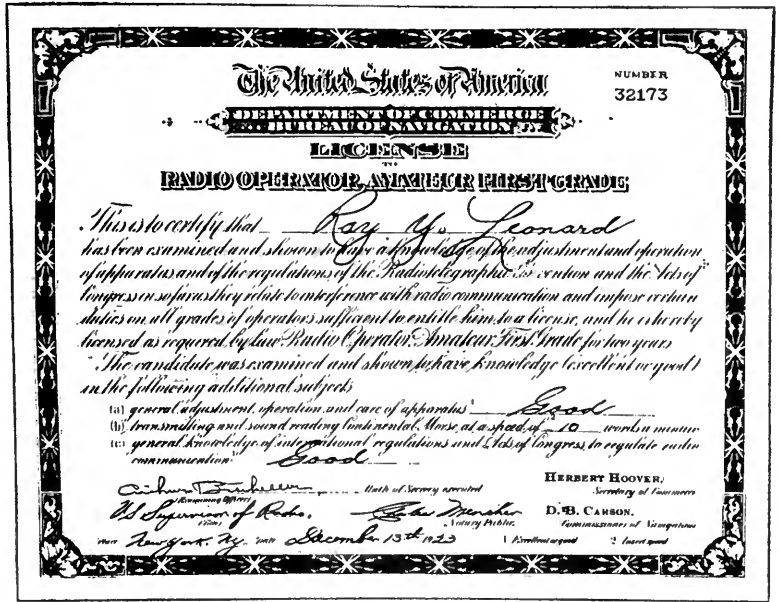 The United States of America
NUMBER
32173
DEPARTMENT OF COMMERCE
BUREAU OF NAVIGATION
LICENSE
TO
RADIO OPERATOR, AMATEUR FIRST GRADE
This is to certify that Ray Y. Leonard
has been examined and shown to have a knowledge of the adjustment and operation
of apparatus and of the regulations of the Radiotelegraphic Convention and the Acts of
Congress in so far as they relate to interference with radio communication and impose certain
duties on all grades of operators sufficient to entitle him to a license, and he is hereby
licensed as required by law Radio Operator, Amateur First Grade for two years
The candidate was examined and shown to have knowledge (excellent or good)
in the following additional subjects
(a) general adjustment, operation, and care of apparatus Good
(b) transmitting and sound reading Continental Morse, at a speed of 10 words a minute
(c) general knowledge of international regulations and Acts of Congress to regulate radio
communication Good
HERBERT HOOVER,
Oath of Secrecy executed
Secretary of Commerce
Examining Officer
U.S. Supervisor of Radio.
Notary Public.
D. B. CARSON.
Commissioner of Navigation
Place New York, Ny. Date December 13th 1923
1 Excellent or good 2 Insert speed